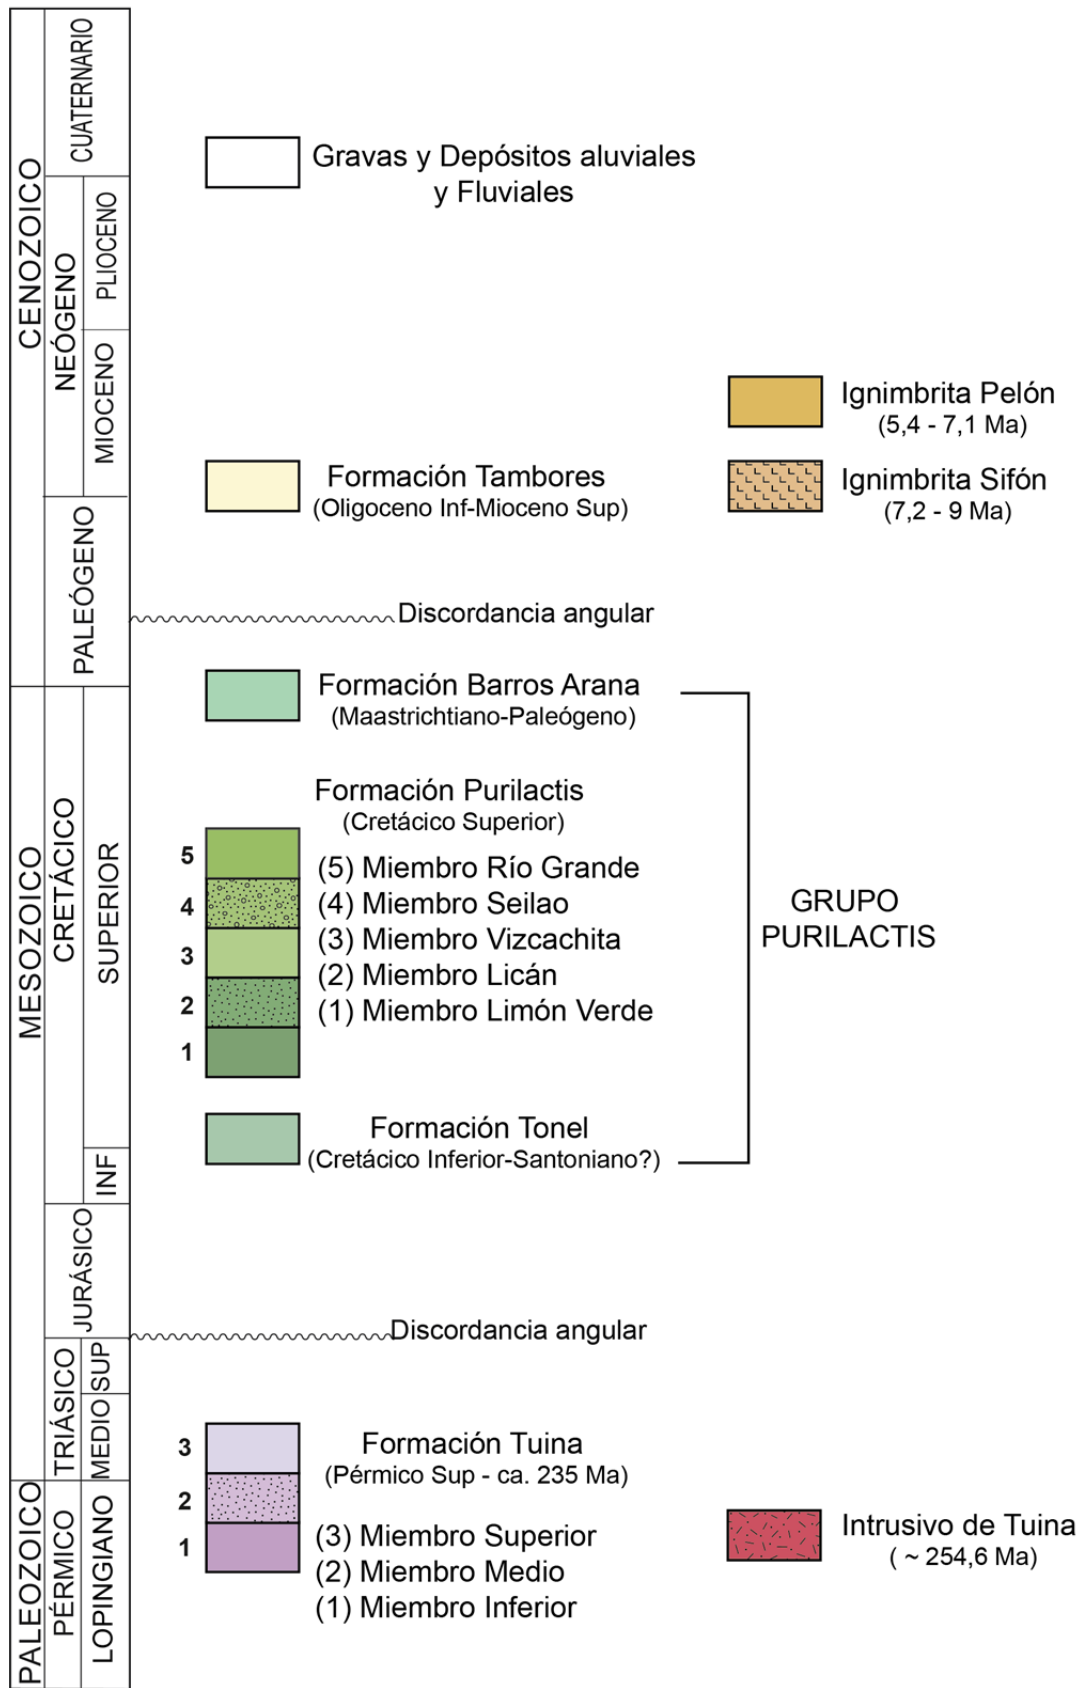 CENOZOICO
CUATERNARIO
NEÓGENO
PLIOCENO
MIOCENO
PALEÓGENO
MESOZOICO
CRETÁCICO
SUPERIOR
INF
JURÁSICO
TRIÁSICO
SUP
MEDIO
PALEOZOICO
PÉRMICO
LOPINGIANO
Gravas y Depósitos aluviales
y Fluviales
Ignimbrita Pelón
(5,4 - 7,1 Ma)
Formación Tambores
(Oligoceno Inf-Mioceno Sup)
Ignimbrita Sifón
(7,2 - 9 Ma)
Discordancia angular
Formación Barros Arana
(Maastrichtiano-Paleógeno)
Formación Purilactis
(Cretácico Superior)
5
4
3
2
1
(5) Miembro Río Grande
(4) Miembro Seilao
(3) Miembro Vizcachita
(2) Miembro Licán
(1) Miembro Limón Verde
GRUPO
PURILACTIS
Formación Tonel
(Cretácico Inferior-Santoniano?)
Discordancia angular
3
2
1
Formación Tuina
(Pérmico Sup - ca. 235 Ma)
(3) Miembro Superior
(2) Miembro Medio
(1) Miembro Inferior
Intrusivo de Tuina
( ~ 254,6 Ma)